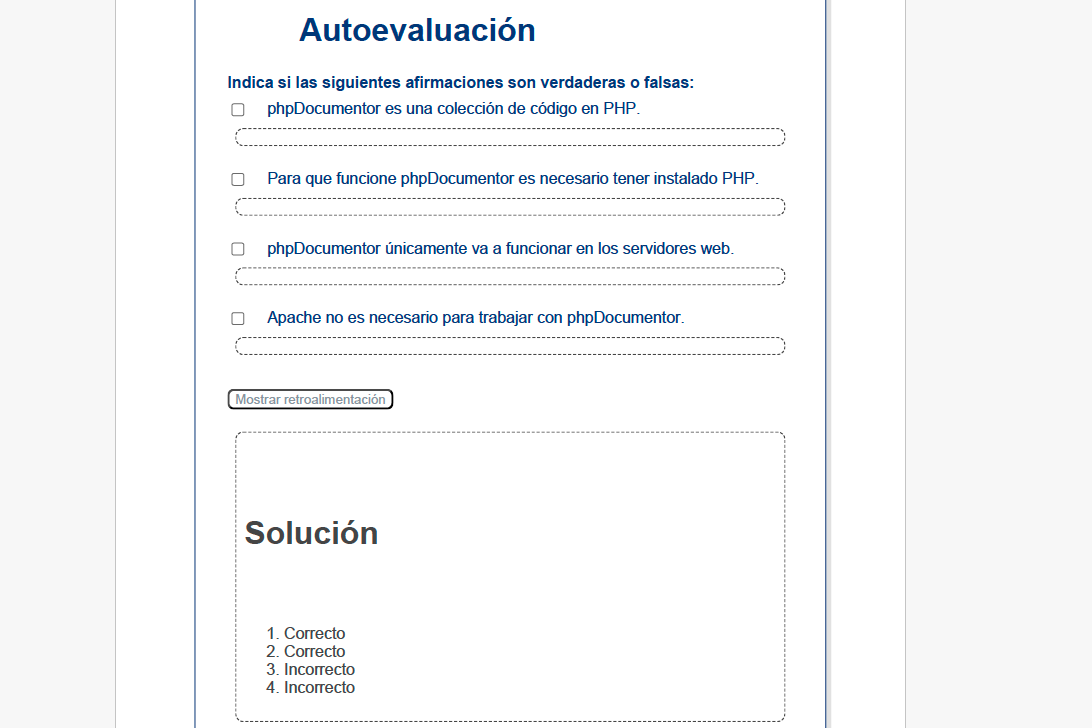 Autoevaluación
Indica si las siguientes afirmaciones son verdaderas o falsas:
phpDocumentor es una colección de código en PHP.
Para que funcione phpDocumentor es necesario tener instalado PHP.
phpDocumentor únicamente va a funcionar en los servidores web.
Apache no es necesario para trabajar con phpDocumentor.
Mostrar retroalimentación
Solución
1. Correcto
2. Correcto
3. Incorrecto
4. Incorrecto